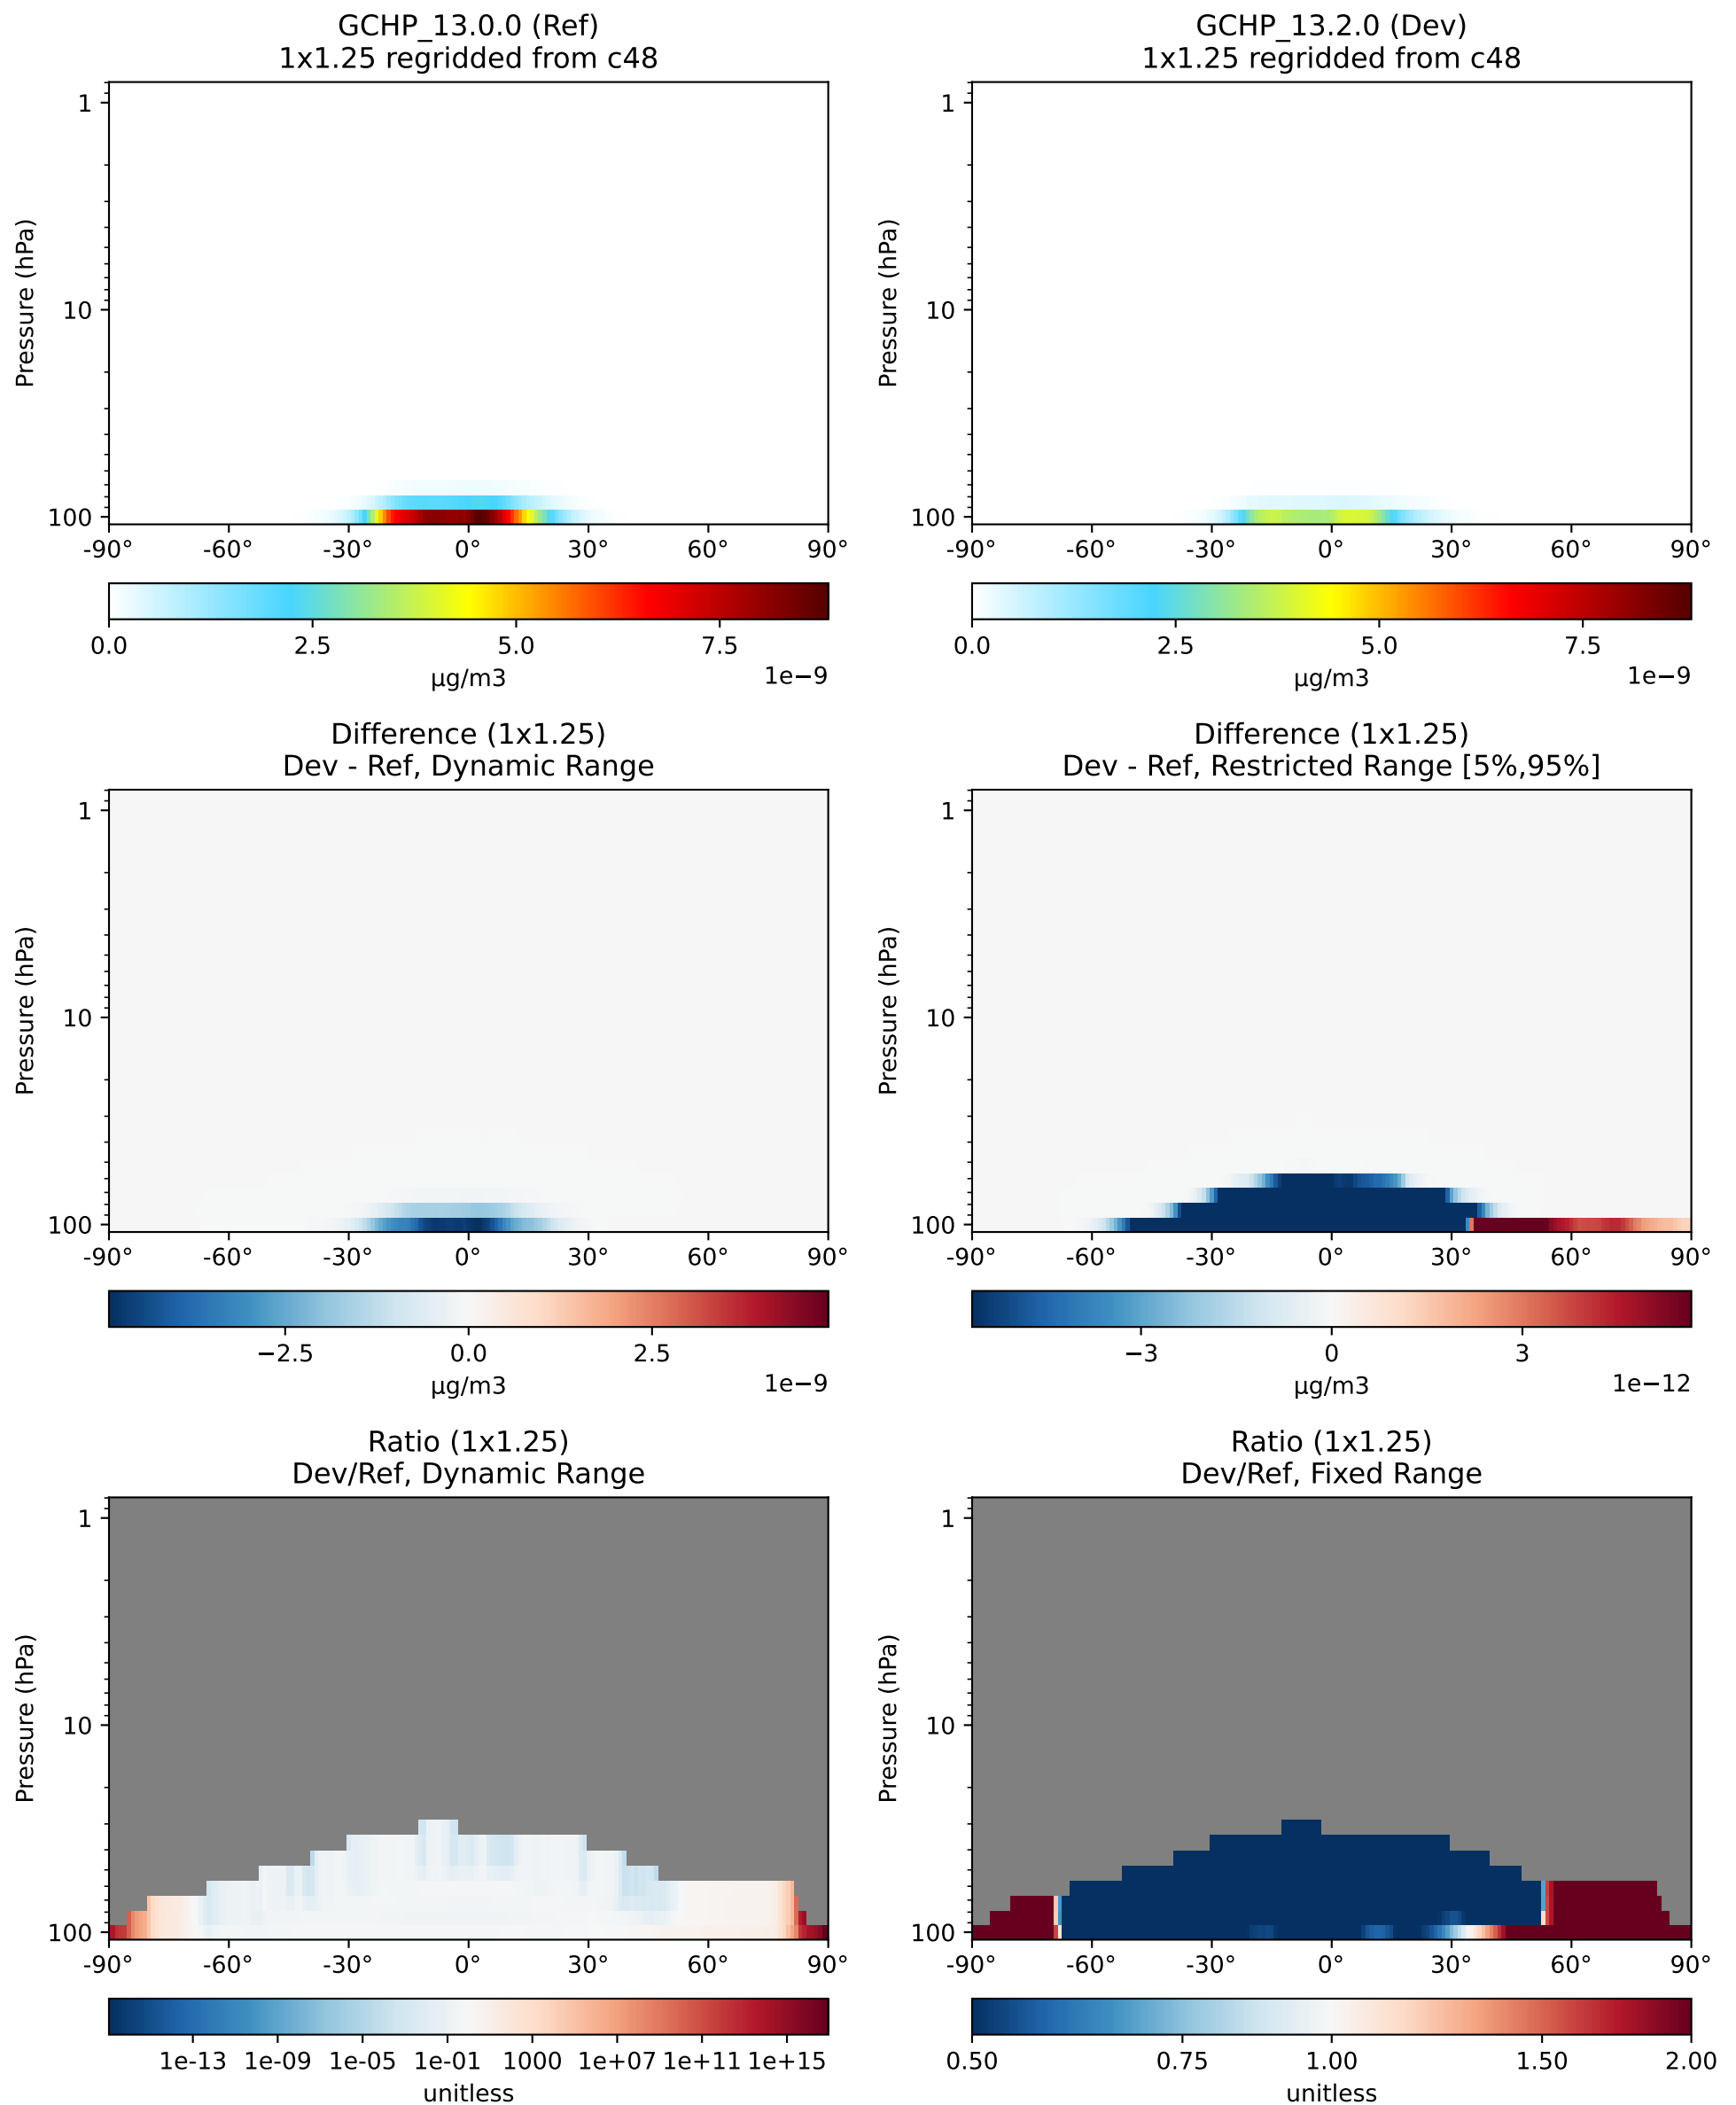 GCHP_13.0.0 (Ref)
1x1.25 regridded from c48
GCHP_13.2.0 (Dev)
1x1.25 regridded from c48
Pressure (hPa)
1
10
100
-90° -60° -30° 0° 30° 60° 90°
0.0 2.5 5.0 7.5
μg/m3
1e−9
Pressure (hPa)
1
10
100
-90° -60° -30° 0° 30° 60° 90°
0.0 2.5 5.0 7.5
μg/m3
1e−9
Difference (1x1.25)
Dev - Ref, Dynamic Range
Difference (1x1.25)
Dev - Ref, Restricted Range [5%,95%]
Pressure (hPa)
1
10
100
-90° -60° -30° 0° 30° 60° 90°
−2.5 0.0 2.5
μg/m3
1e−9
Pressure (hPa)
1
10
100
-90° -60° -30° 0° 30° 60° 90°
−3 0 3
μg/m3
1e−12
Ratio (1x1.25)
Dev/Ref, Dynamic Range
Ratio (1x1.25)
Dev/Ref, Fixed Range
Pressure (hPa)
1
10
100
-90° -60° -30° 0° 30° 60° 90°
1e-13 1e-09 1e-05 1e-01 1000 1e+07 1e+11 1e+15
unitless
Pressure (hPa)
1
10
100
-90° -60° -30° 0° 30° 60° 90°
0.50 0.75 1.00 1.50 2.00
unitless